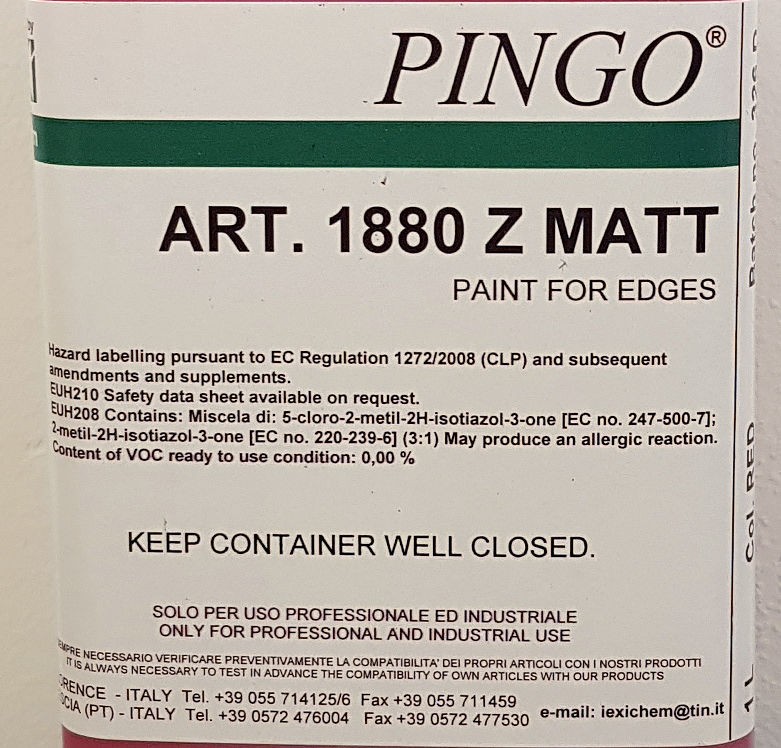 PINGO®
ART. 1880 Z MATT
PAINT FOR EDGES
Hazard labelling pursuant to EC Regulation 1272/2008 (CLP) and subsequent
amendments and supplements.
EUH210 Safety data sheet available on request.
EUH208 Contains: Miscela di: 5-cloro-2-metil-2H-isotiazol-3-one [EC no. 247-500-7];
2-metil-2H-isotiazol-3-one [EC no. 220-239-6] (3:1) May produce an allergic reaction.
Content of VOC ready to use condition: 0,00 %
KEEP CONTAINER WELL CLOSED.
SOLO PER USO PROFESSIONALE ED INDUSTRIALE
ONLY FOR PROFESSIONAL AND INDUSTRIAL USE
NECESSARIO VERIFICARE PREVENTIVAMENTE LA COMPATIBILITA' DEI PROPRI ARTICOLI CON I NOSTRI PRODOTTI
IT IS ALWAYS NECESSARY TO TEST IN ADVANCE THE COMPATIBILITY OF OWN ARTICLES WITH OUR PRODUCTS
ORENCE - ITALY Tel. +39 055 714125/6 Fax +39 055 711459
SCIA (PT) - ITALY Tel. +39 0572 476004 Fax +39 0572 477530
e-mail: iexichem@tin.it
1 L
Col. RED